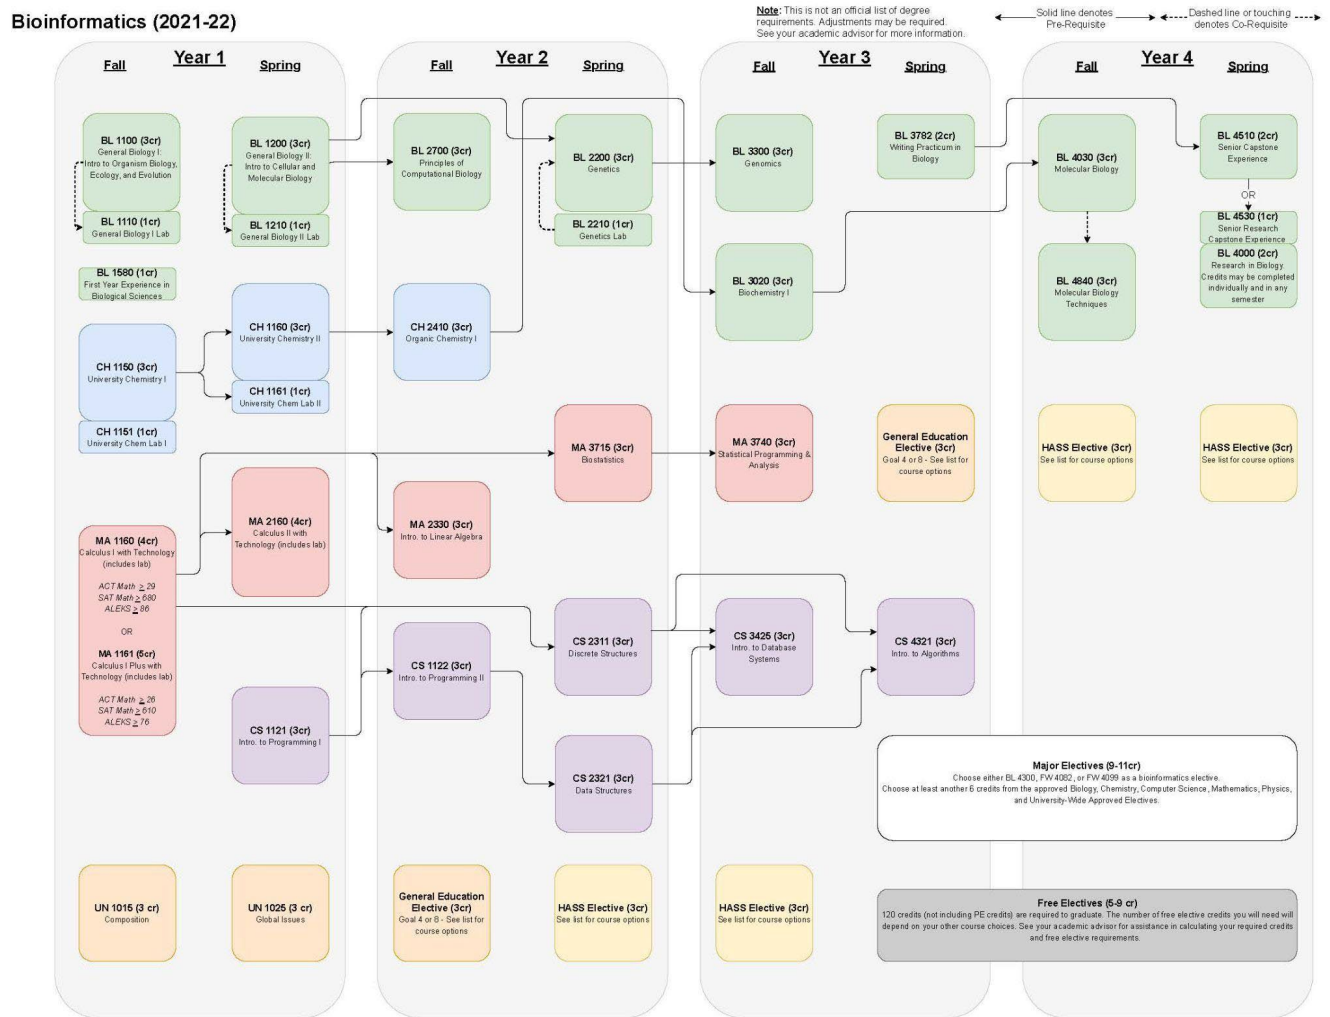 Bioinformatics (2021-22)
Note: This is not an official list of degree
requirements. Adjustments may be required.
See your academic advisor for more information.
Solid line denotes
Pre-Requisite
Dashed line or touching
denotes Co-Requisite
Year 1
Fall
Spring
Year 2
Fall
Spring
Year 3
Fall
Spring
Year 4
Fall
Spring
BL 1100 (3cr)
General Biology I:
Intro to Organism Biology,
Ecology, and Evolution
BL 1110 (1cr)
General Biology I Lab
BL 1200 (3cr)
General Biology II:
Intro to Cellular and
Molecular Biology
BL 1210 (1cr)
General Biology II Lab
BL 2700 (3cr)
Principles of
Computational Biology
BL 2200 (3cr)
Genetics
BL 2210 (1cr)
Genetics Lab
BL 3300 (3cr)
Genomics
BL 3782 (2cr)
Writing Practicum in
Biology
BL 4030 (3cr)
Molecular Biology
BL 4510 (2cr)
Senior Capstone
Experience
OR
BL 4530 (1cr)
Senior Research
Capstone Experience
BL 4000 (2cr)
Research in Biology.
Credits may be completed
individually and in any
semester
BL 1580 (1cr)
First Year Experience in
Biological Sciences
BL 3020 (3cr)
Biochemistry I
BL 4840 (3cr)
Molecular Biology
Techniques
CH 1150 (3cr)
University Chemistry I
CH 1151 (1cr)
University Chem Lab I
CH 1160 (3cr)
University Chemistry II
CH 1161 (1cr)
University Chem Lab II
CH 2410 (3cr)
Organic Chemistry I
MA 3715 (3cr)
Biostatistics
MA 3740 (3cr)
Statistical Programming &
Analysis
General Education
Elective (3cr)
Goal 4 or 8 - See list for
course options
HASS Elective (3cr)
See list for course options
HASS Elective (3cr)
See list for course options
MA 1160 (4cr)
Calculus I with Technology
(includes lab)
ACT Math ≥ 29
SAT Math ≥ 680
ALEKS ≥ 86
OR
MA 1161 (5cr)
Calculus I Plus with
Technology (includes lab)
ACT Math ≥ 26
SAT Math ≥ 610
ALEKS ≥ 76
MA 2160 (4cr)
Calculus II with
Technology (includes lab)
MA 2330 (3cr)
Intro. to Linear Algebra
CS 1121 (3cr)
Intro. to Programming I
CS 1122 (3cr)
Intro. to Programming II
CS 2311 (3cr)
Discrete Structures
CS 2321 (3cr)
Data Structures
CS 3425 (3cr)
Intro. to Database
Systems
CS 4321 (3cr)
Intro. to Algorithms
Major Electives (9-11cr)
Choose either BL 4300, FW 4082, or FW 4099 as a bioinformatics elective.
Choose at least another 6 credits from the approved Biology, Chemistry, Computer Science, Mathematics, Physics,
and University-Wide Approved Electives.
UN 1015 (3 cr)
Composition
UN 1025 (3 cr)
Global Issues
General Education
Elective (3cr)
Goal 4 or 8 - See list for
course options
HASS Elective (3cr)
See list for course options
HASS Elective (3cr)
See list for course options
Free Electives (5-9 cr)
120 credits (not including PE credits) are required to graduate. The number of free elective credits you will need will
depend on your other course choices. See your academic advisor for assistance in calculating your required credits
and free elective requirements.